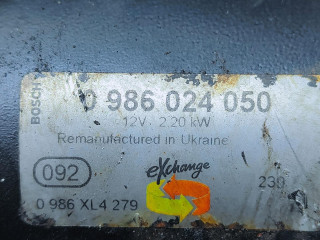 BOSCH
0 986 024 050
12V 2.20 kW
Remanufactured in Ukraine
092
exchange
239
0 986 XL4 279